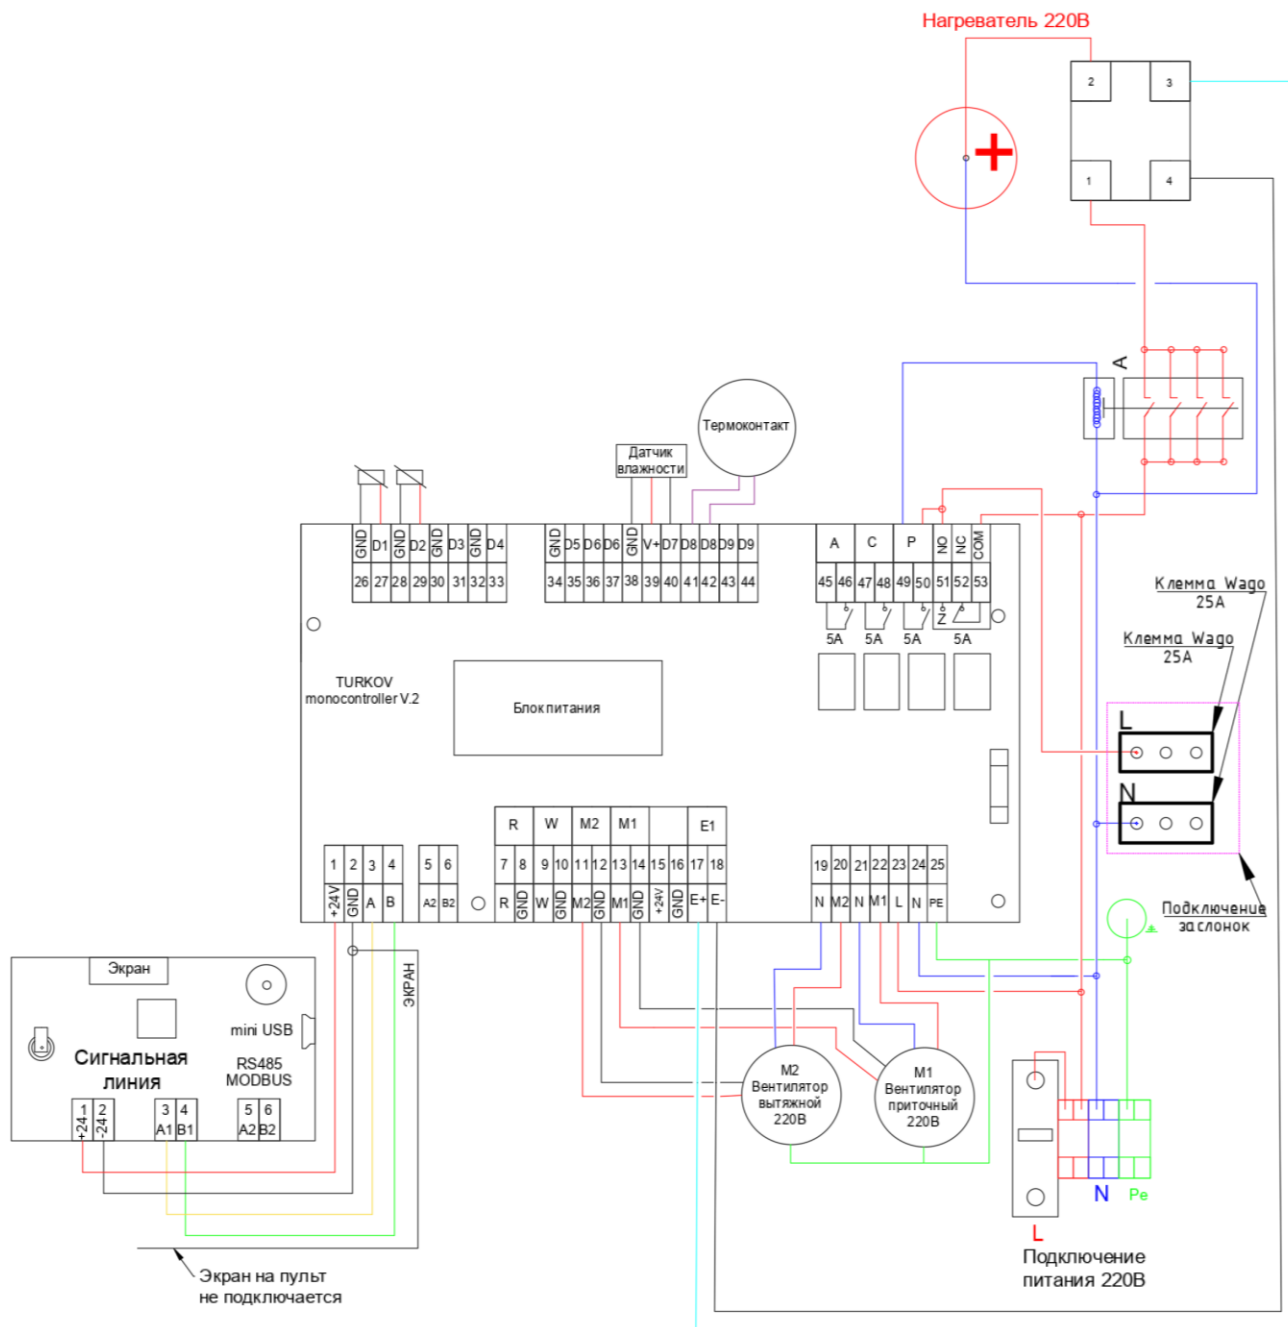 Нагреватель 220В
2
3
1
4
A
Термоконтакт
Датчик
влажности
GND D1 GND D2 GND D3 GND D4
26 27 28 29 30 31 32 33
GND D5 D6 D6 GND V+ D7 D8 D8 D9 D9
34 35 36 37 38 39 40 41 42 43 44
A C P NO NC COM
45 46 47 48 49 50 51 52 53
Z
5A 5A 5A 5A
Клемма Wago
25А
Клемма Wago
25А
TURKOV
monocontroller V.2
Блок питания
L
N
Подключение
заслонок
R W M2 M1 E1
1 2 3 4
+24V GND A B
5 6
A2 B2
7 8 9 10 11 12 13 14 15 16 17 18
R GND W GND M2 GND M1 GND +24V GND E+ E-
19 20 21 22 23 24 25
N M2 N M1 L N PE
Экран
ЭКРАН
mini USB
Сигнальная
линия
RS485
MODBUS
1 2
+24 -24
3 4
A1 B1
5 6
A2 B2
M2
Вентилятор
вытяжной
220В
M1
Вентилятор
приточный
220В
N
Pe
L
Подключение
питания 220В
Экран на пульт
не подключается